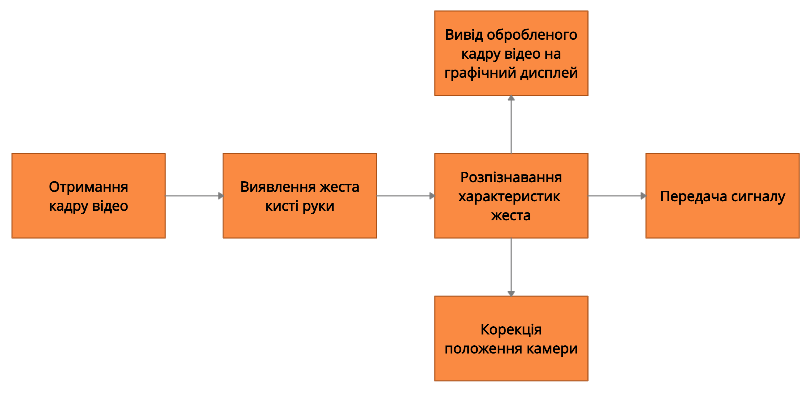 Вивід обробленого
кадру відео на
графічний дисплей
Отримання
кадру відео
Виявлення жеста
кисті руки
Розпізнавання
характеристик
жеста
Передача сигналу
Корекція
положення камери